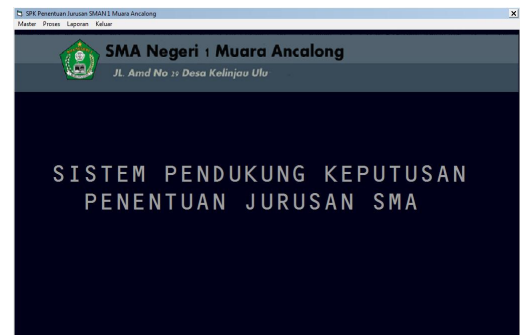 SPK Penentuan Jurusan SMAN 1 Muara Ancalong
Master Proses Laporan Keluar
SMA Negeri 1 Muara Ancalong
JL. Amd No 29 Desa Kelinjau Ulu
SISTEM PENDUKUNG KEPUTUSAN
PENENTUAN JURUSAN SMA